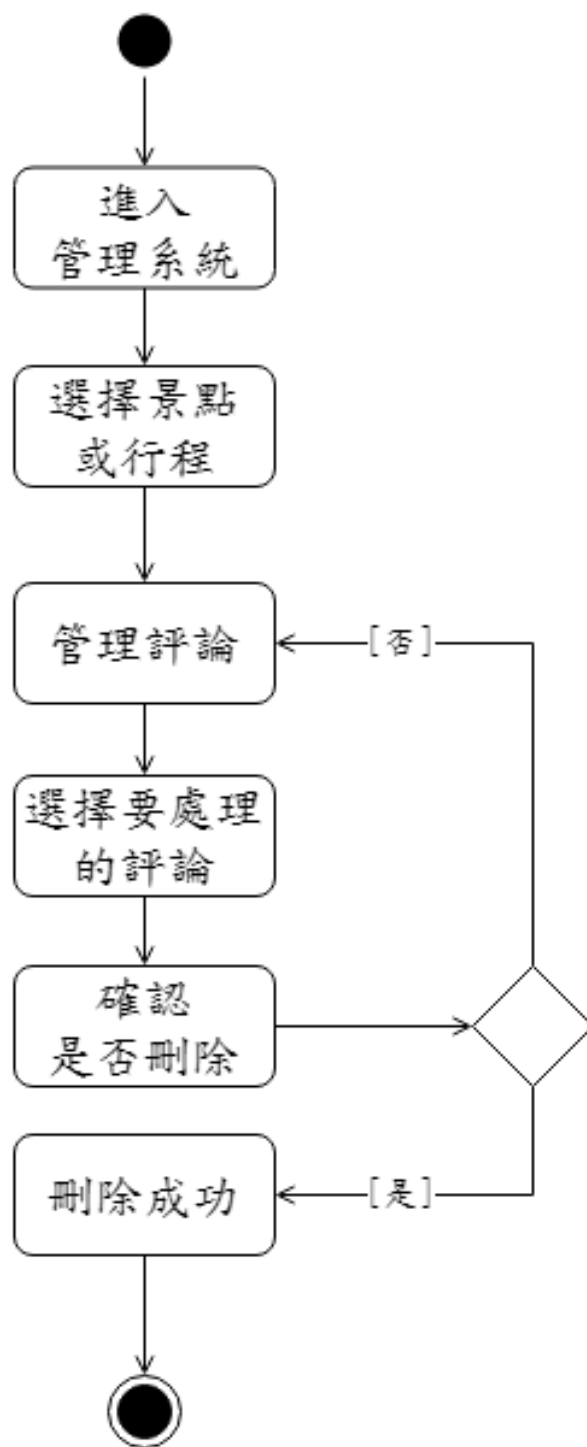 進入
管理系統
選擇景點
或行程
管理評論
[否]
選擇要處理
的評論
確認
是否刪除
刪除成功
[是]